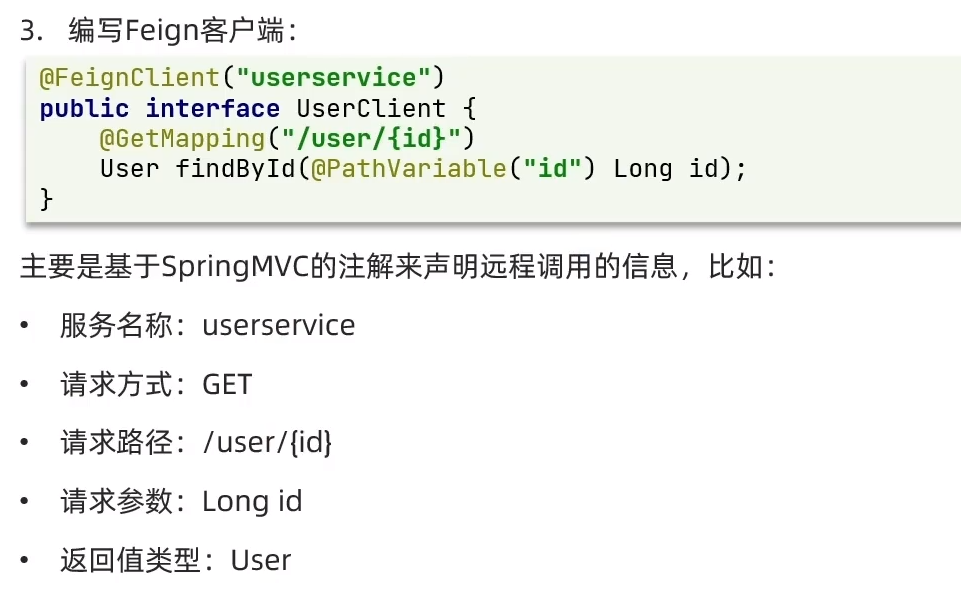 3. 编写Feign客户端：
@FeignClient("userservice")
public interface UserClient {
    @GetMapping("/user/{id}")
    User findById(@PathVariable("id") Long id);
}
主要是基于SpringMVC的注解来声明远程调用的信息，比如：
• 服务名称：userservice
• 请求方式：GET
• 请求路径：/user/{id}
• 请求参数：Long id
• 返回值类型：User